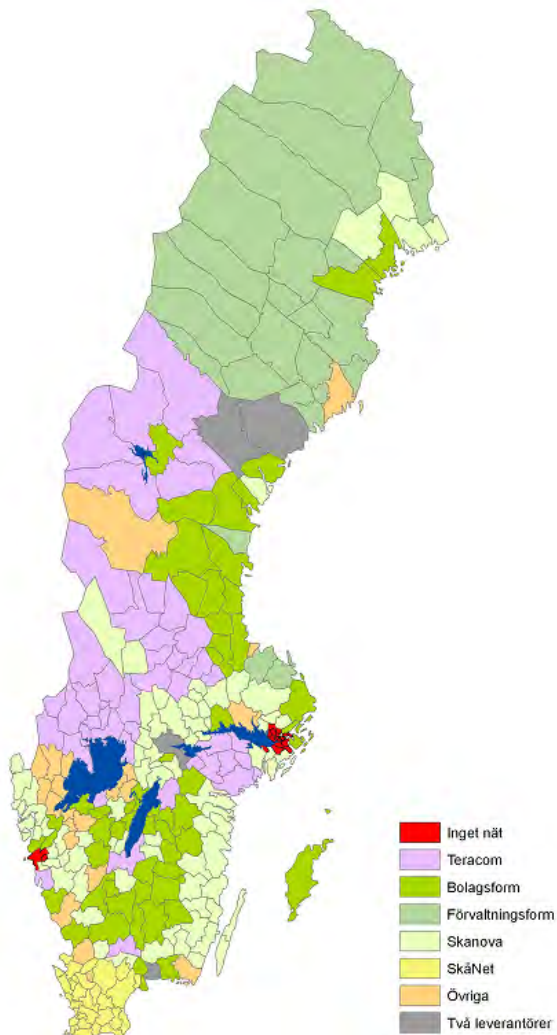 Inget nät
Teracom
Bolagsform
Förvaltningsform
Skanova
SkåNet
Övriga
Två leverantörer